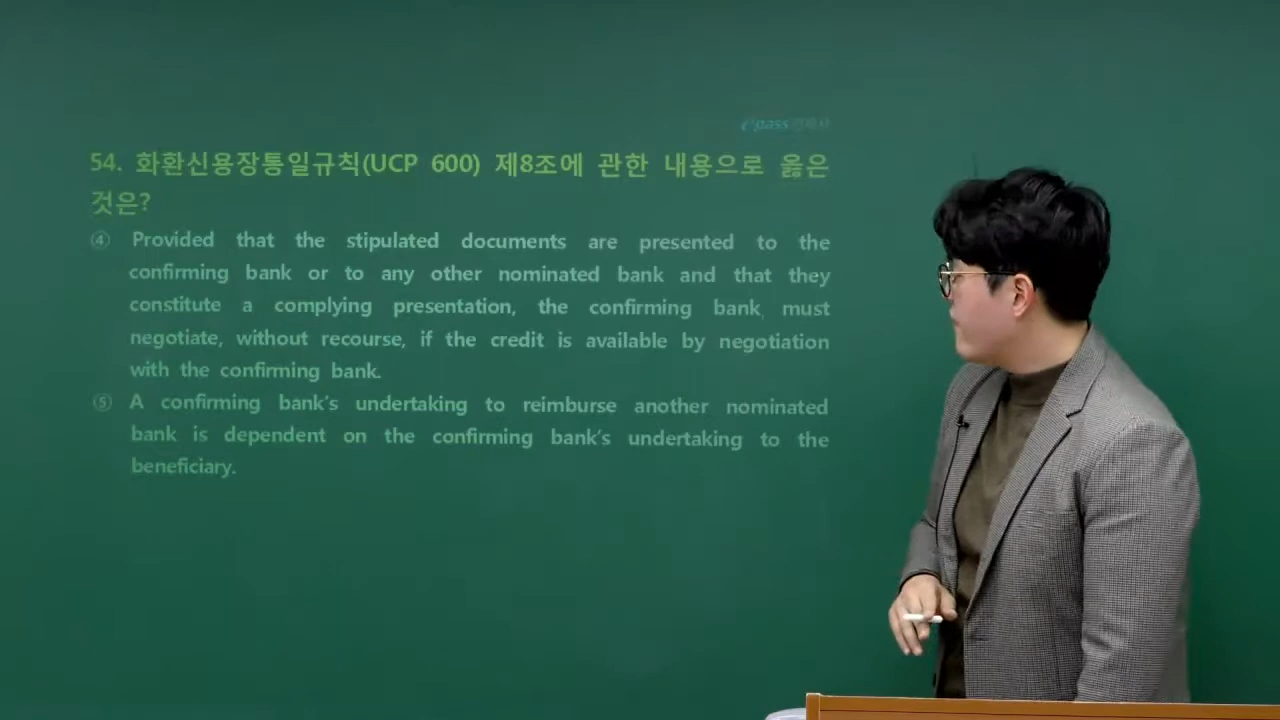 e'pass
54. 화환신용장통일규칙(UCP 600) 제8조에 관한 내용으로 옳은
것은?
④ Provided that the stipulated documents are presented to the
confirming bank or to any other nominated bank and that they
constitute a complying presentation, the confirming bank must
negotiate, without recourse, if the credit is available by negotiation
with the confirming bank.
⑤ A confirming bank's undertaking to reimburse another nominated
bank is dependent on the confirming bank's undertaking to the
beneficiary.